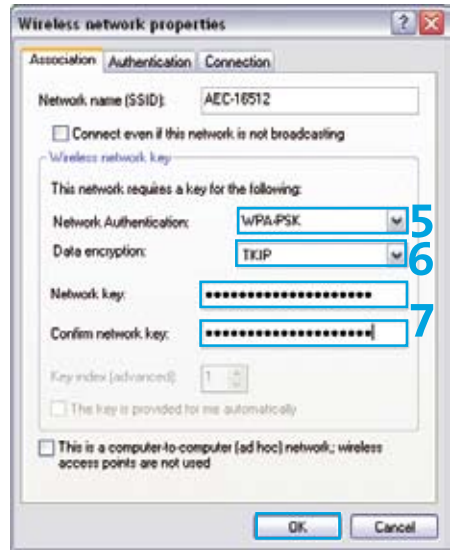 Wireless network properties
Association Authentication Connection
Network name (SSID): AEC-16512
Connect even if this network is not broadcasting
Wireless network key
This network requires a key for the following:
Network Authentication: WPA-PSK 5
Data encryption: TKIP 6
Network key: ••••••••••••••••••••
7
Confirm network key: ••••••••••••••••••••
Key index (advanced): 1
The key is provided for me automatically
This is a computer-to-computer (ad hoc) network; wireless
access points are not used
OK Cancel